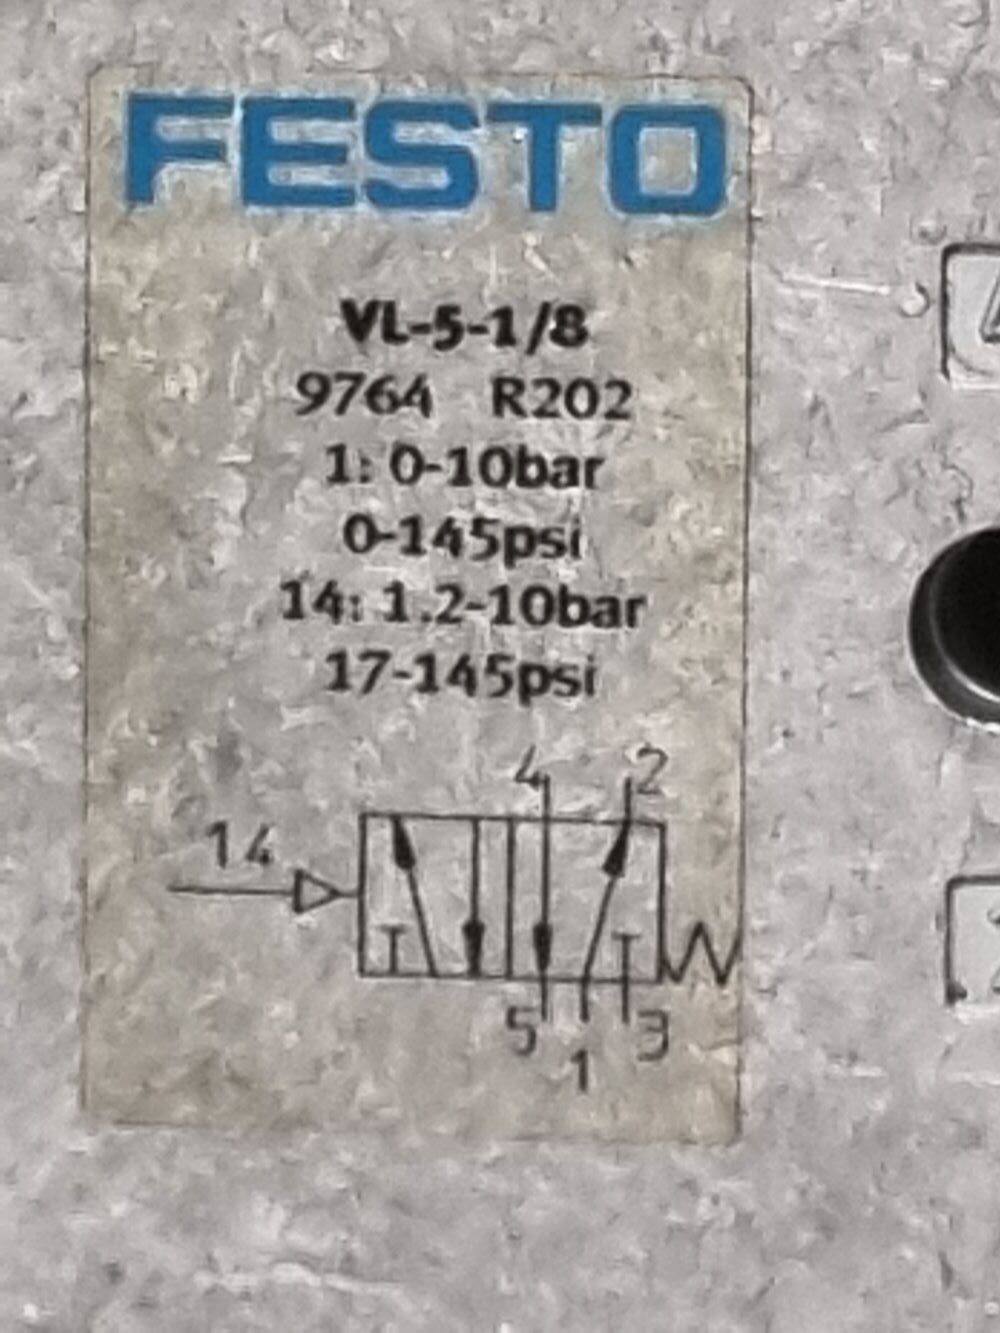 FESTO
VL-5-1/8
9764 R202
1: 0-10bar
0-145psi
14: 1.2-10bar
17-145psi
4 2
14
5 1 3